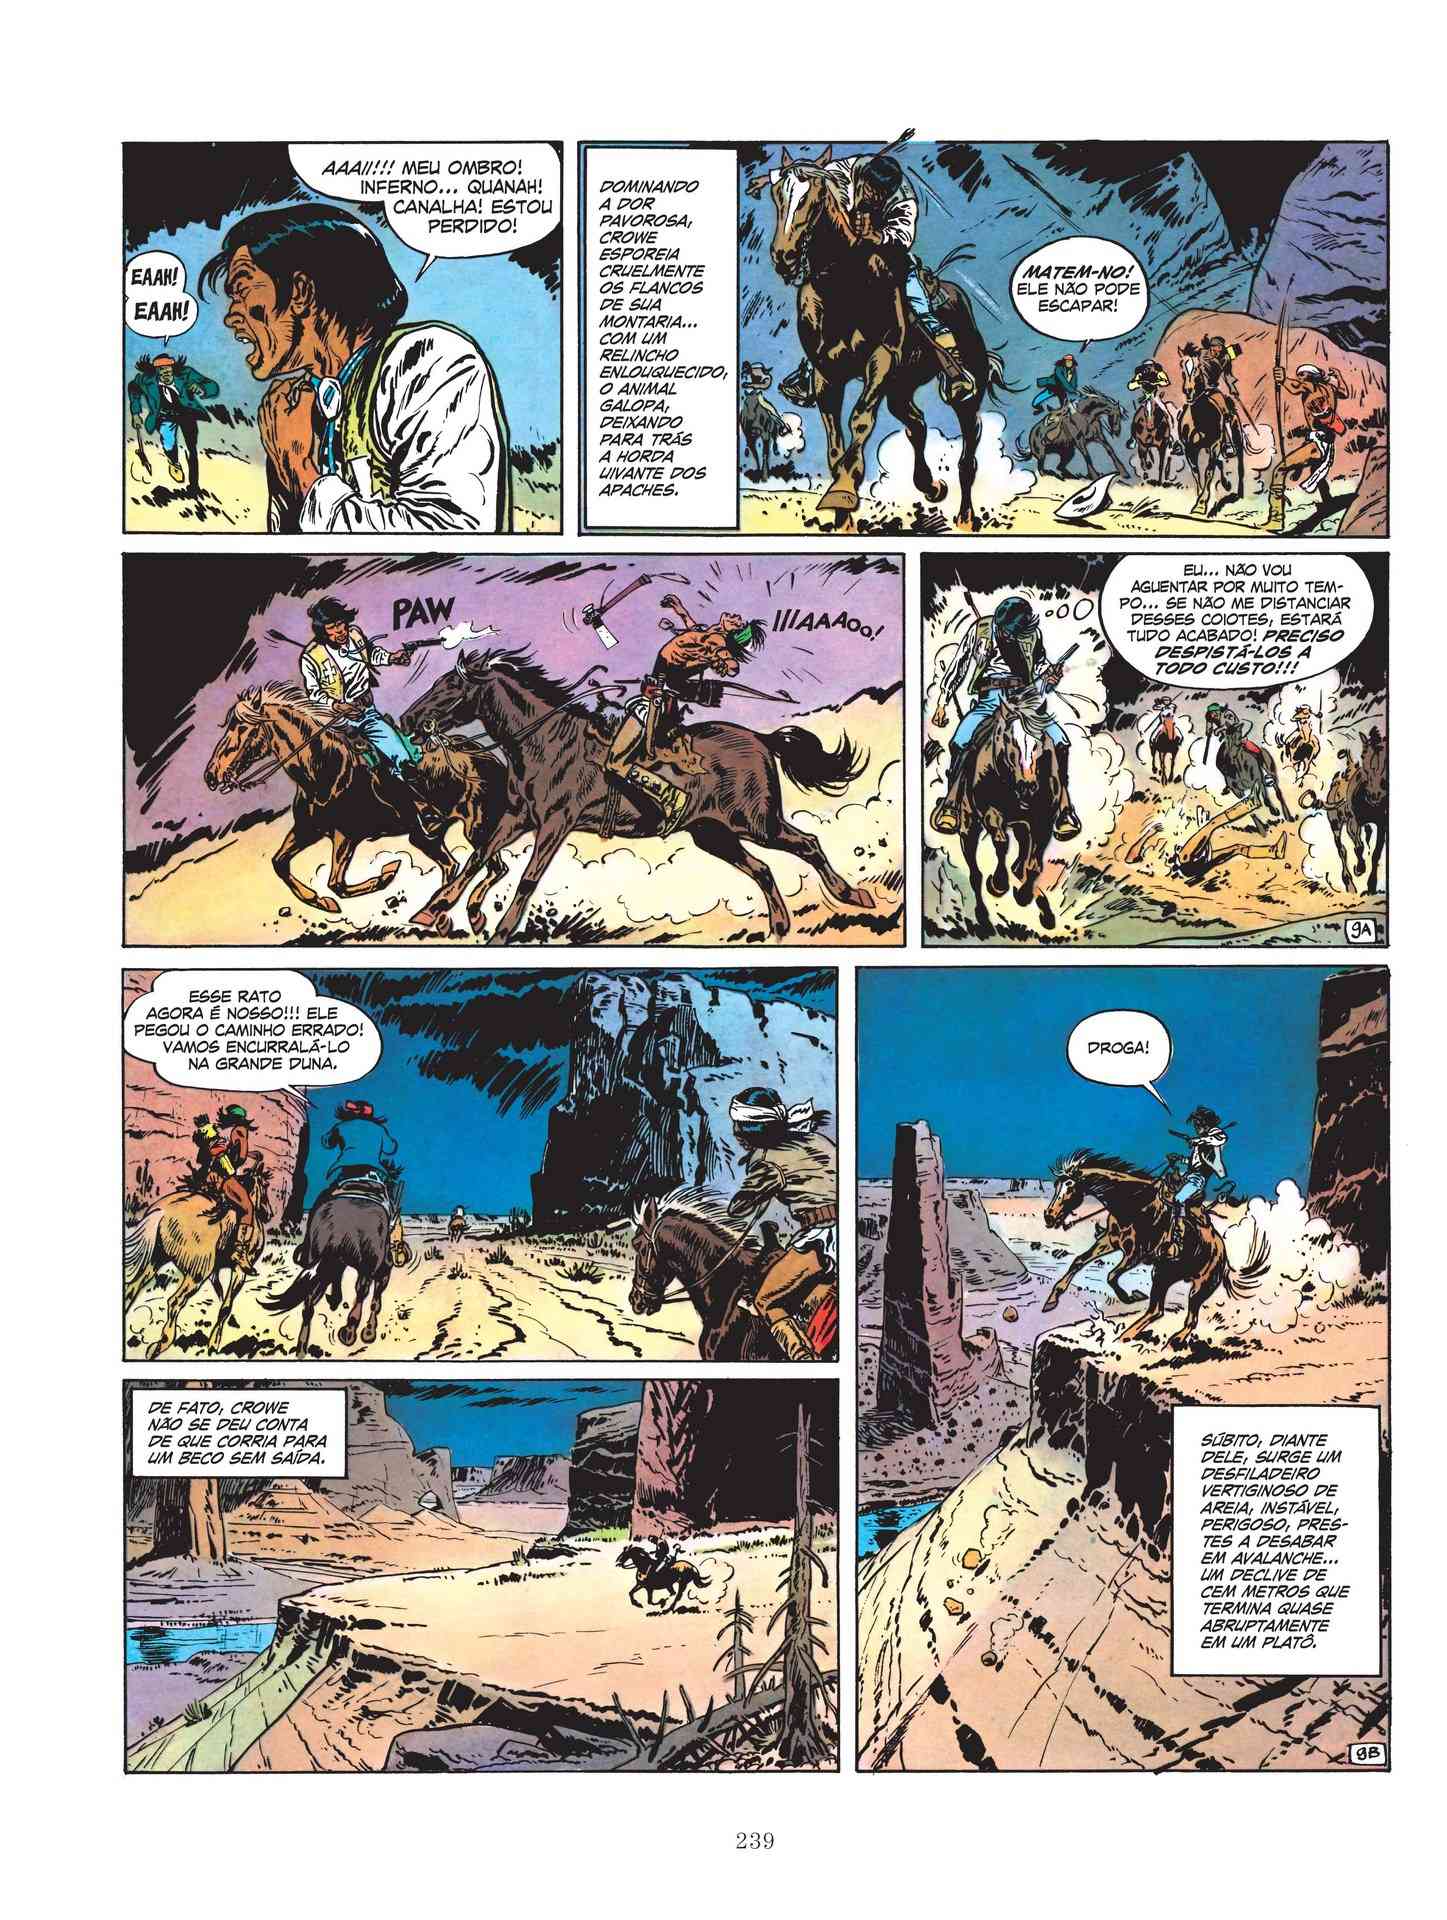 AAAII!!! MEU OMBRO!
INFERNO... QUANAH!
CANALHA! ESTOU
PERDIDO!
EAAH!
EAAH!
DOMINANDO
A DOR
PAVOROSA,
CROWE
ESPOREIA
CRUELMENTE
OS FLANCOS
DE SUA
MONTARIA...
COM UM
RELINCHO
ENLOUQUECIDO,
O ANIMAL
GALOPA,
DEIXANDO
PARA TRÁS
A HORDA
UIVANTE DOS
APACHES.
MATEM-NO!
ELE NÃO PODE
ESCAPAR!
PAW
IIIAAAOO!
EU... NÃO VOU
AGUENTAR POR MUITO TEM-
PO... SE NÃO ME DISTANCIAR
DESSES COIOTES, ESTARÁ
TUDO ACABADO! PRECISO
DESPISTÁ-LOS A
TODO CUSTO!!!
9A
ESSE RATO
AGORA É NOSSO!!! ELE
PEGOU O CAMINHO ERRADO!
VAMOS ENCURRALÁ-LO
NA GRANDE DUNA.
DROGA!
DE FATO, CROWE
NÃO SE DEU CONTA
DE QUE CORRIA PARA
UM BECO SEM SAÍDA.
SÚBITO, DIANTE
DELE, SURGE UM
DESFILADEIRO
VERTIGINOSO DE
AREIA, INSTÁVEL,
PERIGOSO, PRES-
TES A DESABAR
EM AVALANCHE...
UM DECLIVE DE
CEM METROS QUE
TERMINA QUASE
ABRUPTAMENTE
EM UM PLATÔ.
9B
239